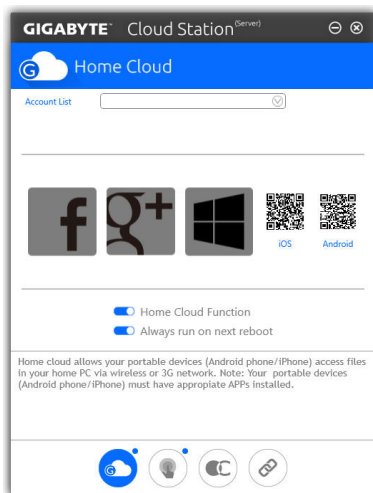 GIGABYTE™ Cloud Station (Server)
G Home Cloud
Account List
f g+
iOS Android
Home Cloud Function
Always run on next reboot
Home cloud allows your portable devices (Android phone/iPhone) access files
in your home PC via wireless or 3G network. Note: Your portable devices
(Android phone/iPhone) must have appropiate APPs installed.
G